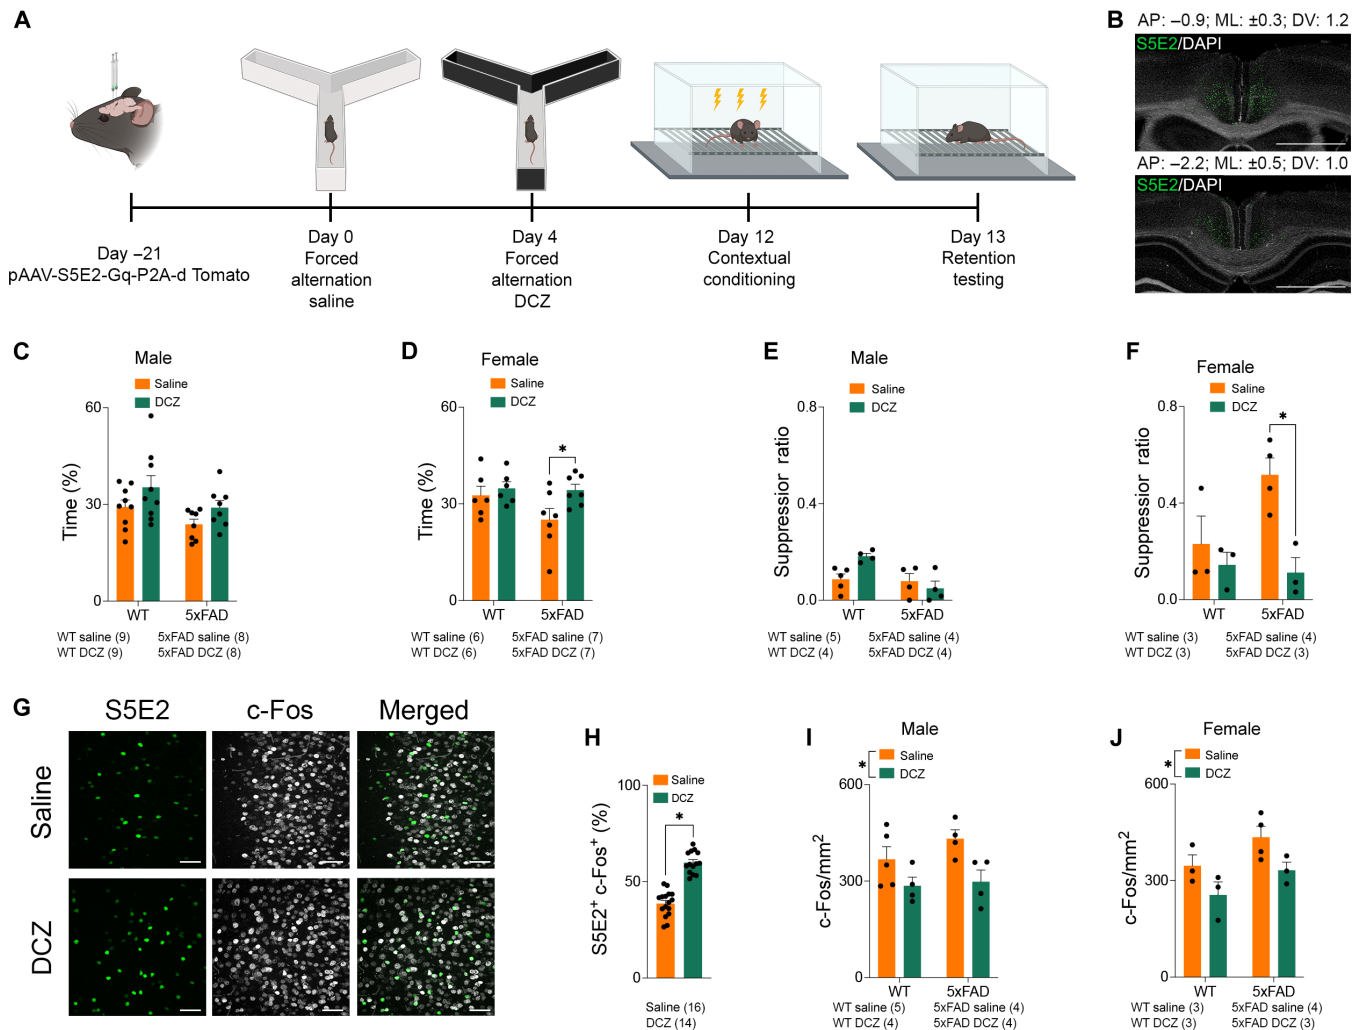 A
Day –21
pAAV-S5E2-Gq-P2A-d Tomato
Day 0
Forced
alternation
saline
Day 4
Forced
alternation
DCZ
Day 12
Contextual
conditioning
Day 13
Retention
testing
B
AP: –0.9; ML: ±0.3; DV: 1.2
S5E2/DAPI
AP: –2.2; ML: ±0.5; DV: 1.0
S5E2/DAPI
C
Male
Saline
DCZ
Time (%)
60
30
0
WT
5xFAD
WT saline (9)
5xFAD saline (8)
WT DCZ (9)
5xFAD DCZ (8)
D
Female
Saline
DCZ
Time (%)
60
30
0
*
WT
5xFAD
WT saline (6)
5xFAD saline (7)
WT DCZ (6)
5xFAD DCZ (7)
E
Male
Saline
DCZ
Suppressior ratio
0.8
0.4
0.0
WT
5xFAD
WT saline (5)
5xFAD saline (4)
WT DCZ (4)
5xFAD DCZ (4)
F
Female
Saline
DCZ
Suppressior ratio
0.8
0.4
0.0
*
WT
5xFAD
WT saline (3)
5xFAD saline (4)
WT DCZ (3)
5xFAD DCZ (3)
G
S5E2
c-Fos
Merged
Saline
DCZ
H
Saline
DCZ
S5E2+ c-Fos+ (%)
100
50
0
*
Saline (16)
DCZ (14)
I
Male
Saline
DCZ
*
c-Fos/mm2
600
300
0
WT
5xFAD
WT saline (5)
5xFAD saline (4)
WT DCZ (4)
5xFAD DCZ (4)
J
Female
Saline
DCZ
*
c-Fos/mm2
600
300
0
WT
5xFAD
WT saline (3)
5xFAD saline (4)
WT DCZ (3)
5xFAD DCZ (3)